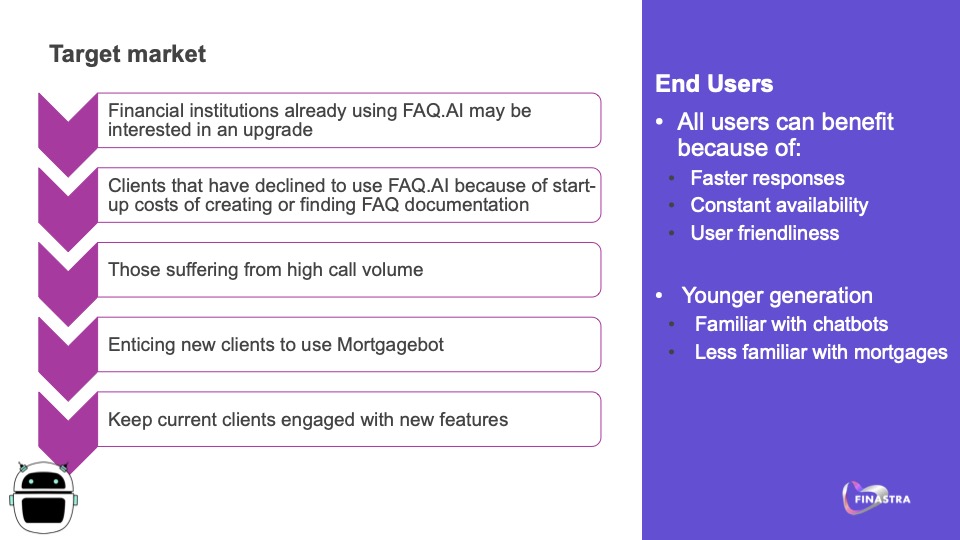 Target market
Financial institutions already using FAQ.AI may be
interested in an upgrade
Clients that have declined to use FAQ.AI because of start-
up costs of creating or finding FAQ documentation
Those suffering from high call volume
Enticing new clients to use Mortgagebot
Keep current clients engaged with new features
End Users
• All users can benefit
because of:
• Faster responses
• Constant availability
• User friendliness
• Younger generation
• Familiar with chatbots
• Less familiar with mortgages
FINASTRA